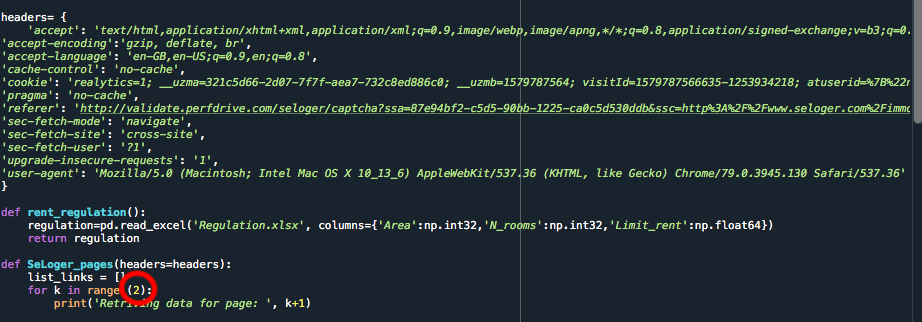 headers= {
'accept': 'text/html,application/xhtml+xml,application/xml;q=0.9,image/webp,image/apng,*/*;q=0.8,application/signed-exchange;v=b3;q=0.
'accept-encoding':'gzip, deflate, br',
'accept-language': 'en-GB,en-US;q=0.9,en;q=0.8',
'cache-control': 'no-cache',
'cookie': 'realytics=1; __uzma=321c5d66-2d07-7f7f-aea7-732c8ed886c0; __uzmb=1579787564; visitId=1579787566635-1253934218; atuserid=%7B%22n
'pragma': 'no-cache',
'referer': 'http://validate.perfdrive.com/seloger/captcha?ssa=87e94bf2-c5d5-90bb-1225-ca0c5d530ddb&ssc=http%3A%2F%2Fwww.seloger.com%2Fimmo
'sec-fetch-mode': 'navigate',
'sec-fetch-site': 'cross-site',
'sec-fetch-user': '?1',
'upgrade-insecure-requests': '1',
'user-agent': 'Mozilla/5.0 (Macintosh; Intel Mac OS X 10_13_6) AppleWebKit/537.36 (KHTML, like Gecko) Chrome/79.0.3945.130 Safari/537.36'
}
def rent_regulation():
regulation=pd.read_excel('Regulation.xlsx', columns={'Area':np.int32,'N_rooms':np.int32,'Limit_rent':np.float64})
return regulation
def SeLoger_pages(headers=headers):
list_links = []
for k in range (2):
print('Retriving data for page: ', k+1)